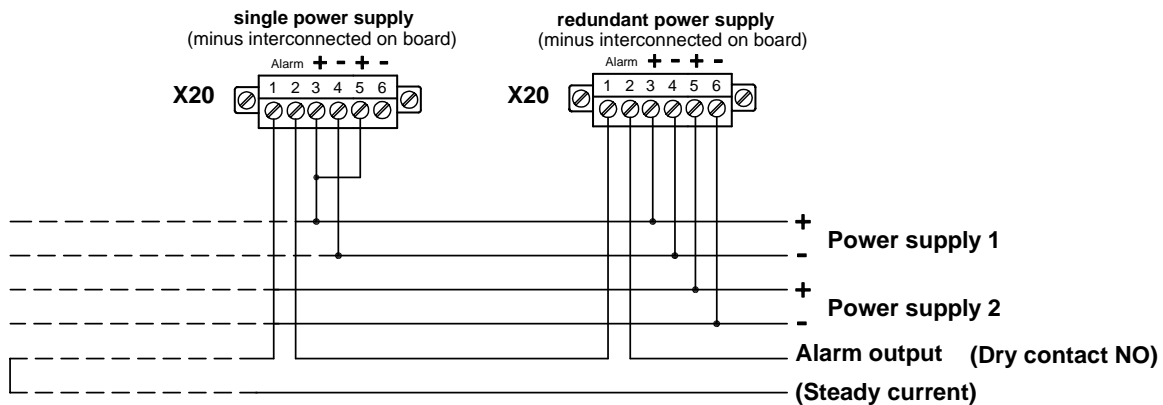 single power supply
(minus interconnected on board)
Alarm + - + -
X20 1 2 3 4 5 6
redundant power supply
(minus interconnected on board)
Alarm + - + -
X20 1 2 3 4 5 6
+
Power supply 1
-
+
Power supply 2
-
Alarm output (Dry contact NO)
(Steady current)